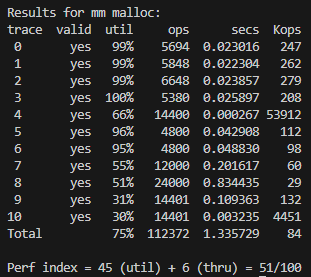 Results for mm malloc:
trace valid util ops secs Kops
0 yes 99% 5694 0.023016 247
1 yes 99% 5848 0.022304 262
2 yes 99% 6648 0.023857 279
3 yes 100% 5380 0.025897 208
4 yes 66% 14400 0.000267 53912
5 yes 96% 4800 0.042908 112
6 yes 95% 4800 0.048830 98
7 yes 55% 12000 0.201617 60
8 yes 51% 24000 0.834435 29
9 yes 31% 14401 0.109363 132
10 yes 30% 14401 0.003235 4451
Total 75% 112372 1.335729 84
Perf index = 45 (util) + 6 (thru) = 51/100